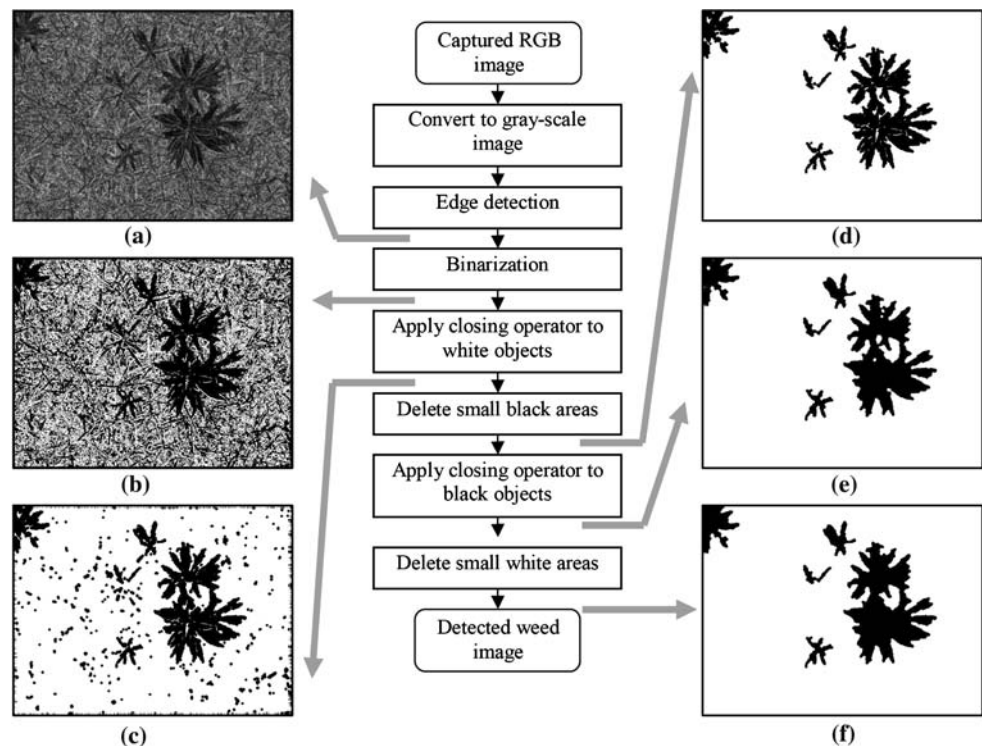 Captured RGB
image
Convert to gray-scale
image
Edge detection
Binarization
Apply closing operator to
white objects
Delete small black areas
Apply closing operator to
black objects
Delete small white areas
Detected weed
image
(a)
(b)
(c)
(d)
(e)
(f)